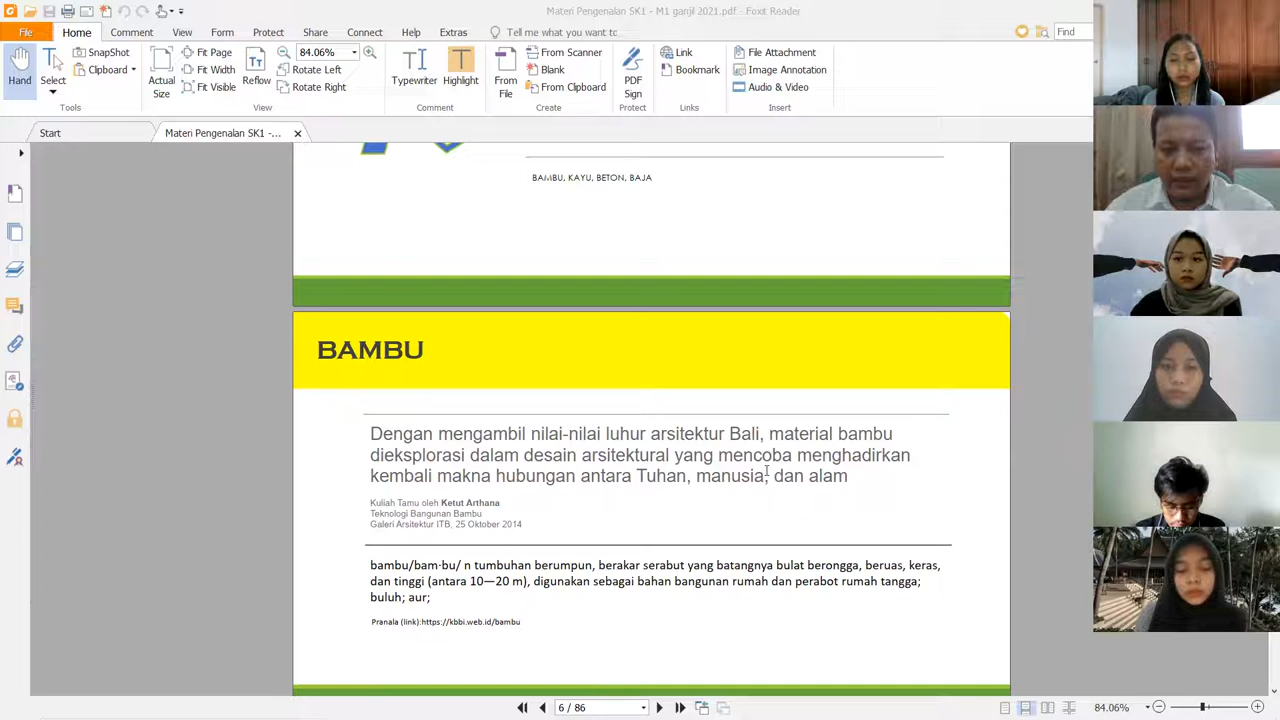 Materi Pengenalan SK1 - M1 ganjil 2021.pdf - Foxit Reader
File Home Comment View Form Protect Share Connect Help Extras Tell me what you want to Find
Hand
Select
SnapShot
Clipboard
Tools
Actual Size
Fit Page
Fit Width
Fit Visible
Reflow
84.06%
Rotate Left
Rotate Right
View
Typewriter
Highlight
Comment
From File
From Scanner
Blank
From Clipboard
Create
PDF Sign
Protect
Link
Bookmark
Links
File Attachment
Image Annotation
Audio & Video
Insert
Start
Materi Pengenalan SK1 -...
BAMBU, KAYU, BETON, BAJA
BAMBU
Dengan mengambil nilai-nilai luhur arsitektur Bali, material bambu
dieksplorasi dalam desain arsitektural yang mencoba menghadirkan
kembali makna hubungan antara Tuhan, manusia, dan alam
Kuliah Tamu oleh Ketut Arthana
Teknologi Bangunan Bambu
Galeri Arsitektur ITB, 25 Oktober 2014
bambu/bam·bu/ n tumbuhan berumpun, berakar serabut yang batangnya bulat berongga, beruas, keras,
dan tinggi (antara 10—20 m), digunakan sebagai bahan bangunan rumah dan perabot rumah tangga;
buluh; aur;
Pranala (link):https://kbbi.web.id/bambu
6 / 86
84.06%